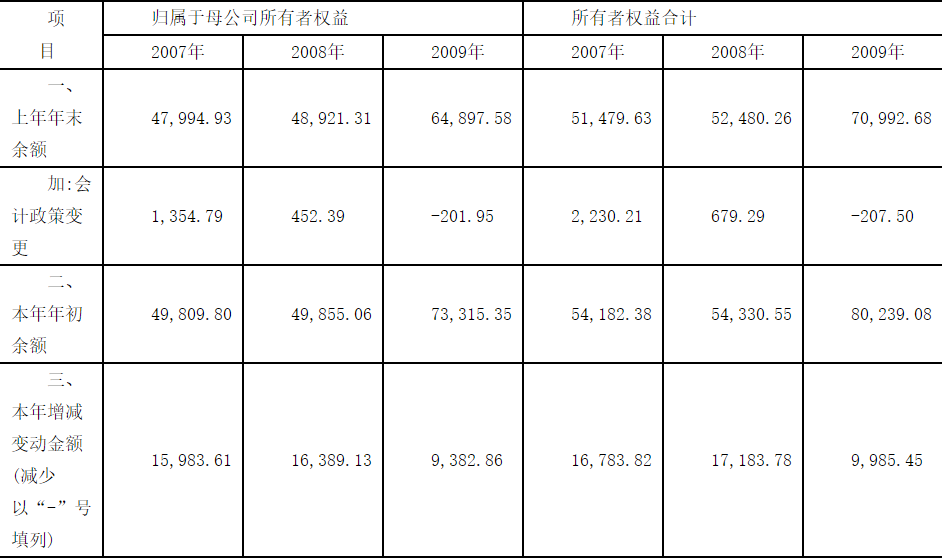 项
目
归属于母公司所有者权益
所有者权益合计
2007年 2008年 2009年 2007年 2008年 2009年
一、
上年年末
余额
47,994.93 48,921.31 64,897.58 51,479.63 52,480.26 70,992.68
加:会
计政策变
更
1,354.79 452.39 -201.95 2,230.21 679.29 -207.50
二、
本年年初
余额
49,809.80 49,855.06 73,315.35 54,182.38 54,330.55 80,239.08
三、
本年增减
变动金额
(减少
以“-”号
填列)
15,983.61 16,389.13 9,382.86 16,783.82 17,183.78 9,985.45